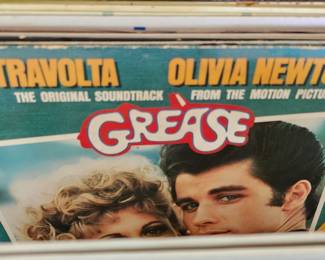 TRAVOLTA OLIVIA NEWT
THE ORIGINAL SOUNDTRACK FROM THE MOTION PICTU
GREASE